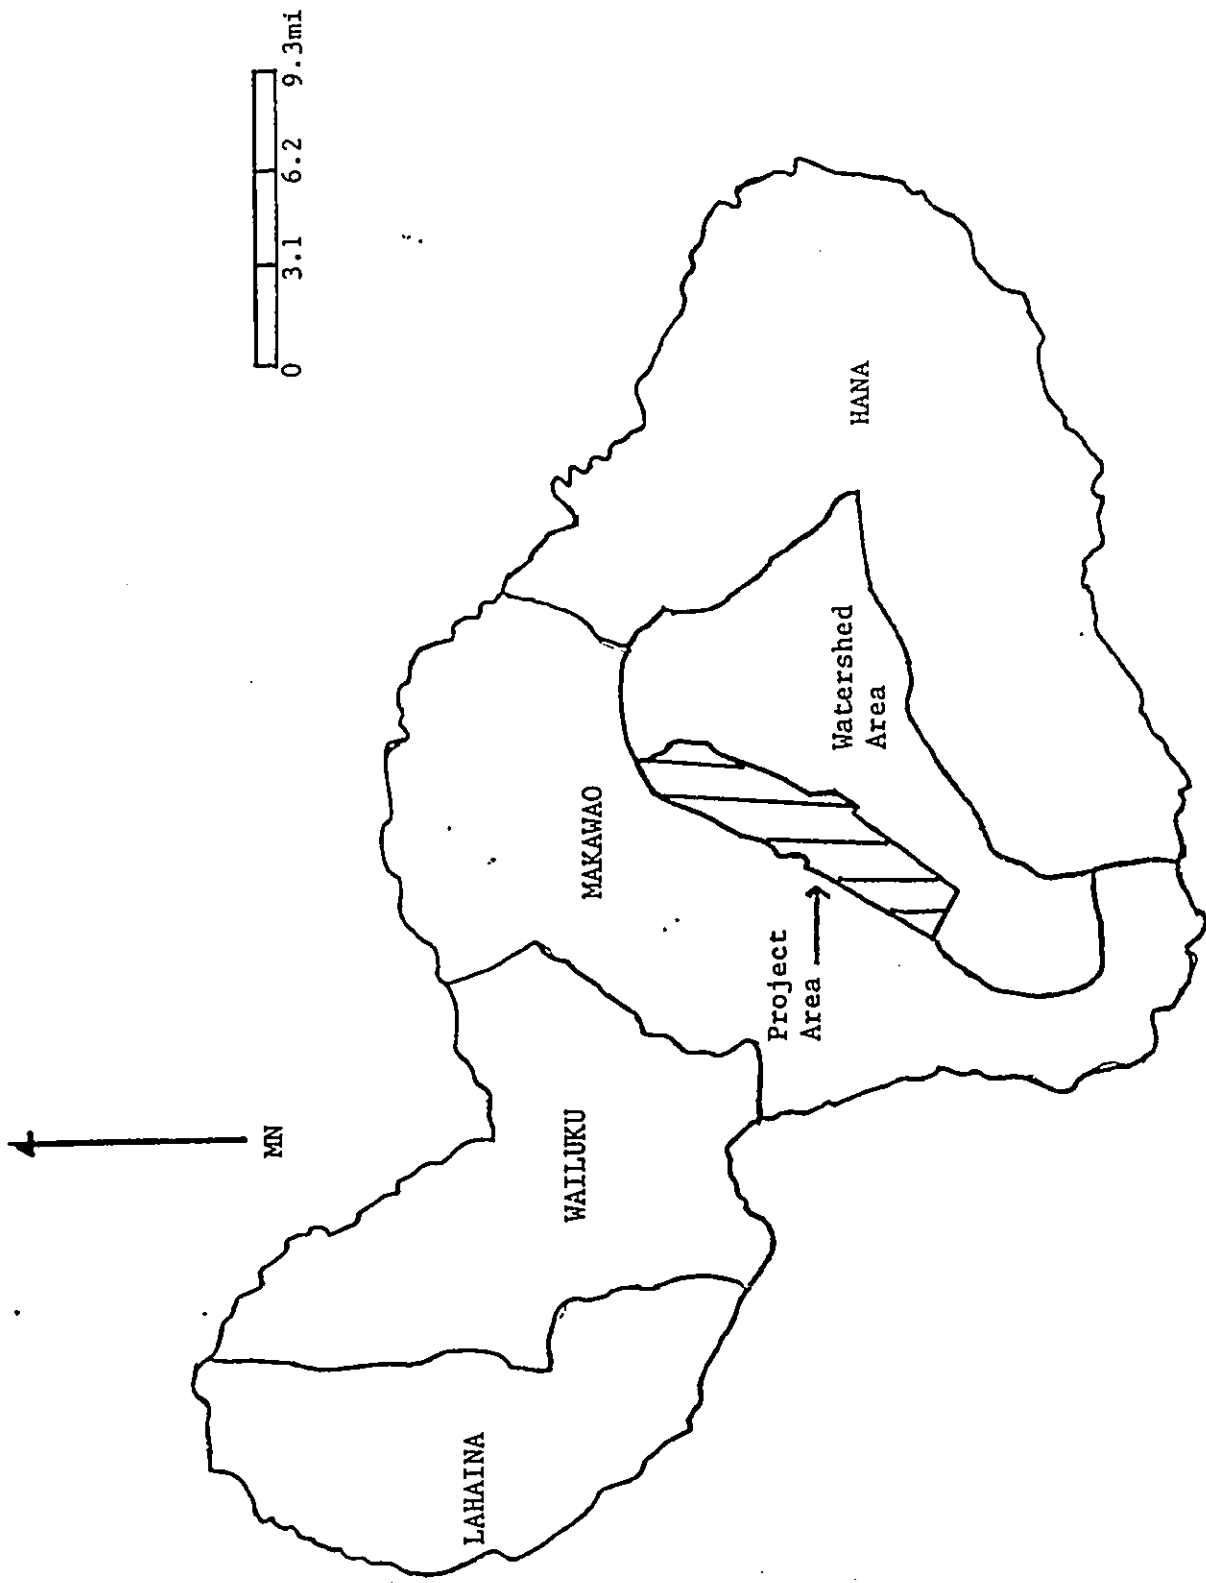 0 3.1 6.2 9.3mi
MN
LAHAINA
WAILUKU
MAKAWAO
HANA
Project
Area
Watershed
Area